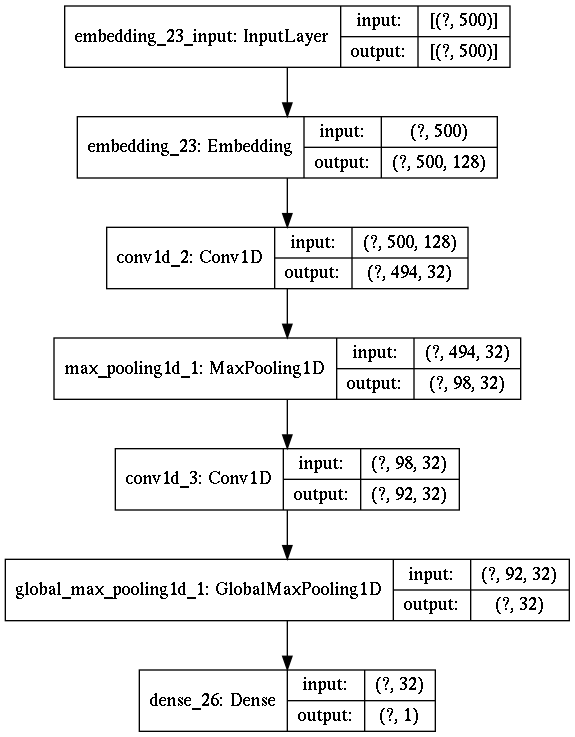 embedding_23_input: InputLayer
input:
[(?, 500)]
output:
[(?, 500)]
embedding_23: Embedding
input:
(?, 500)
output:
(?, 500, 128)
conv1d_2: Conv1D
input:
(?, 500, 128)
output:
(?, 494, 32)
max_pooling1d_1: MaxPooling1D
input:
(?, 494, 32)
output:
(?, 98, 32)
conv1d_3: Conv1D
input:
(?, 98, 32)
output:
(?, 92, 32)
global_max_pooling1d_1: GlobalMaxPooling1D
input:
(?, 92, 32)
output:
(?, 32)
dense_26: Dense
input:
(?, 32)
output:
(?, 1)